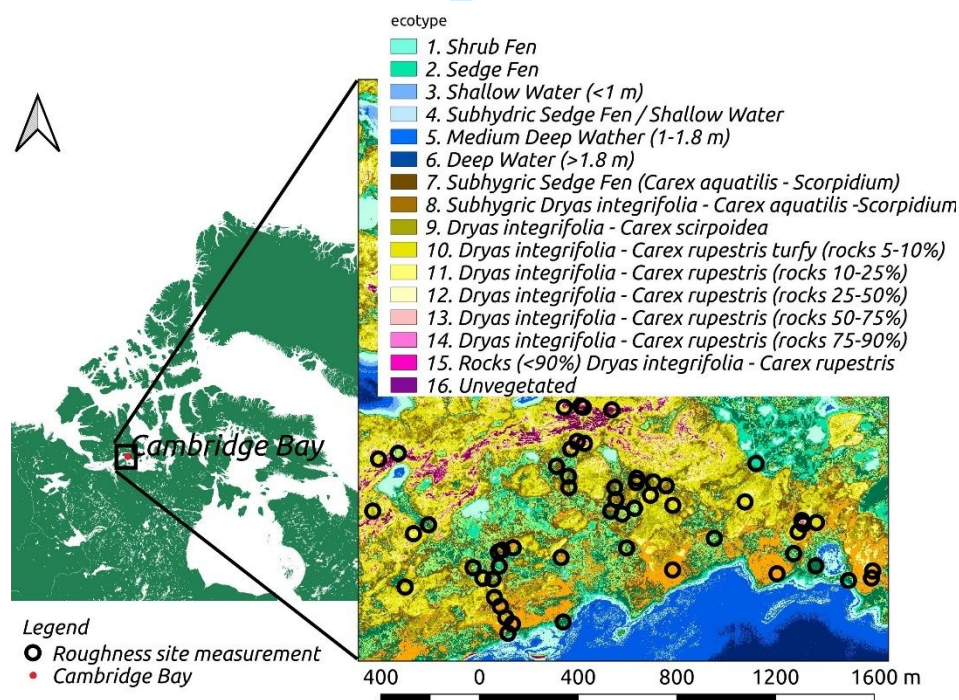 ecotype
1. Shrub Fen
2. Sedge Fen
3. Shallow Water (<1 m)
4. Subhydric Sedge Fen / Shallow Water
5. Medium Deep Wather (1-1.8 m)
6. Deep Water (>1.8 m)
7. Subhygric Sedge Fen (Carex aquatilis - Scorpidium)
8. Subhygric Dryas integrifolia - Carex aquatilis -Scorpidium
9. Dryas integrifolia - Carex scirpoidea
10. Dryas integrifolia - Carex rupestris turfy (rocks 5-10%)
11. Dryas integrifolia - Carex rupestris (rocks 10-25%)
12. Dryas integrifolia - Carex rupestris (rocks 25-50%)
13. Dryas integrifolia - Carex rupestris (rocks 50-75%)
14. Dryas integrifolia - Carex rupestris (rocks 75-90%)
15. Rocks (<90%) Dryas integrifolia - Carex rupestris
16. Unvegetated
Cambridge Bay
Legend
Roughness site measurement
Cambridge Bay
400 0 400 800 1200 1600 m